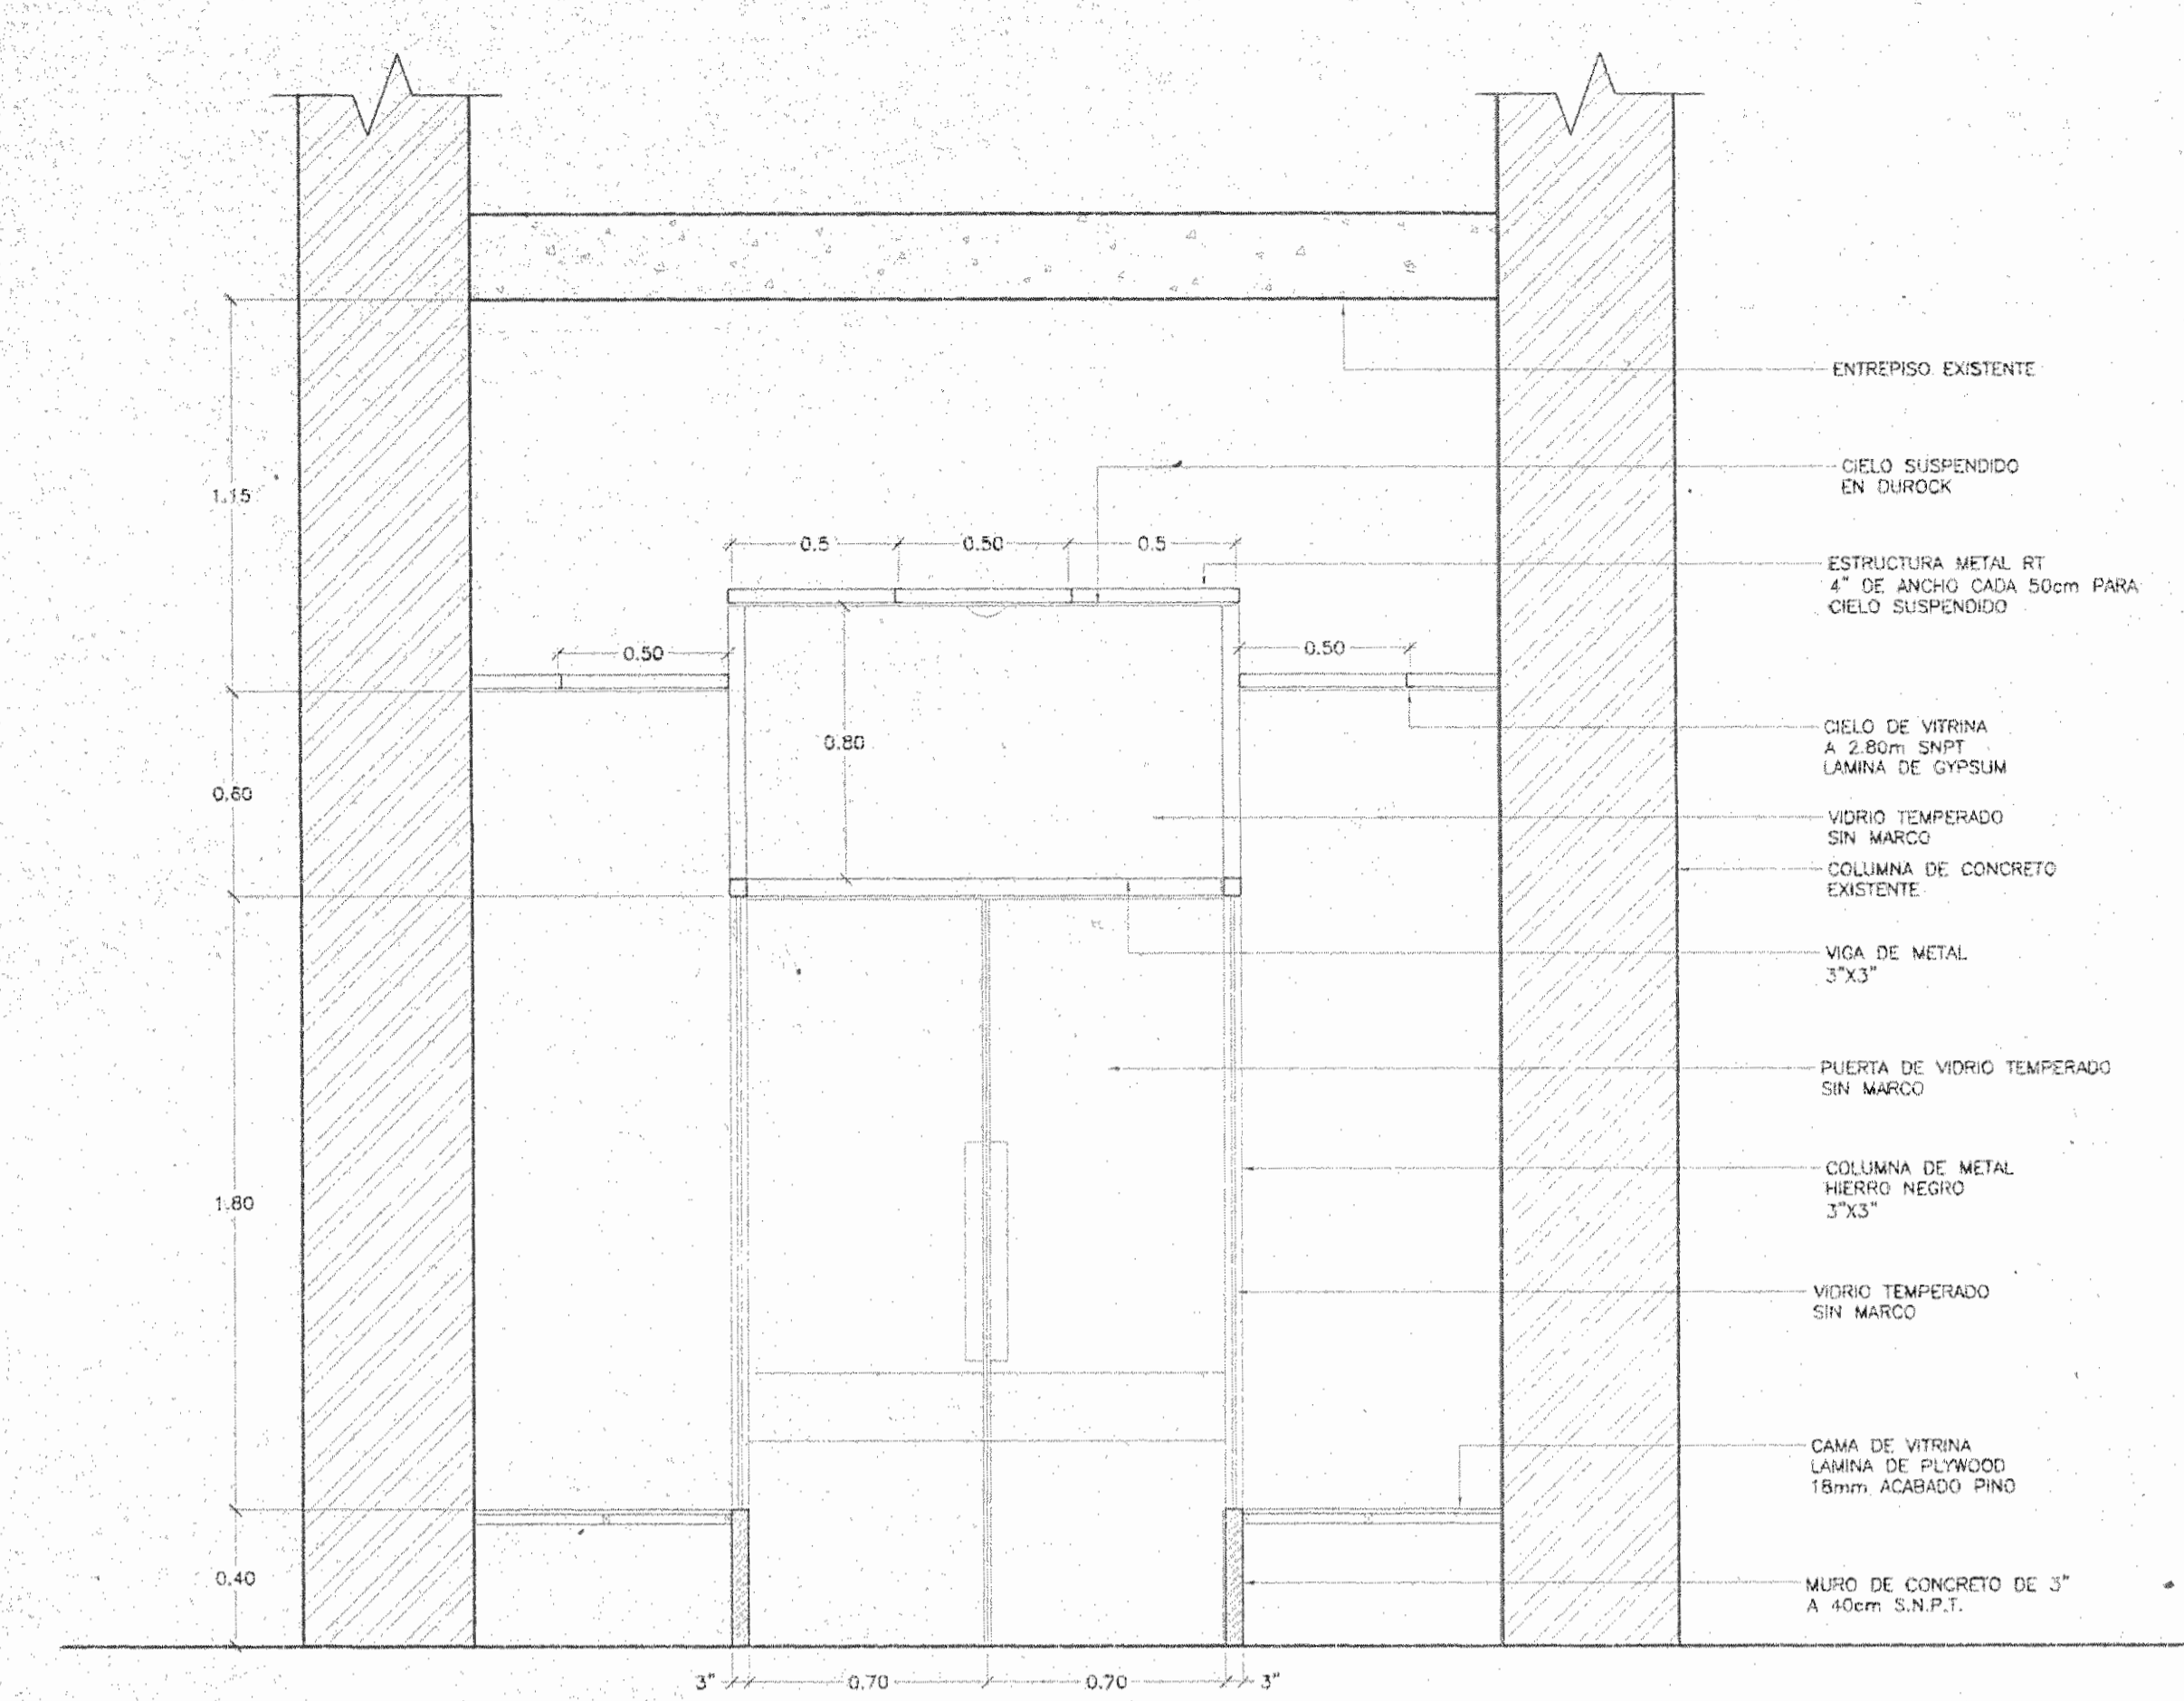 ENTREPISO EXISTENTE
CIELO SUSPENDIDO
EN DUROCK
1.15
0.5
0.50
0.5
ESTRUCTURA METAL RT
4" DE ANCHO CADA 50cm PARA
CIELO SUSPENDIDO
0.50
0.50
CIELO DE VITRINA
A 2.80m SNPT
LAMINA DE GYPSUM
0.80
0.60
VIDRIO TEMPERADO
SIN MARCO
COLUMNA DE CONCRETO
EXISTENTE
VIGA DE METAL
3"X3"
PUERTA DE VIDRIO TEMPERADO
SIN MARCO
COLUMNA DE METAL
HIERRO NEGRO
3"X3"
1.80
VIDRIO TEMPERADO
SIN MARCO
CAMA DE VITRINA
LAMINA DE PLYWOOD
18mm ACABADO PINO
0.40
MURO DE CONCRETO DE 3"
A 40cm S.N.P.T.
3"
0.70
0.70
3"